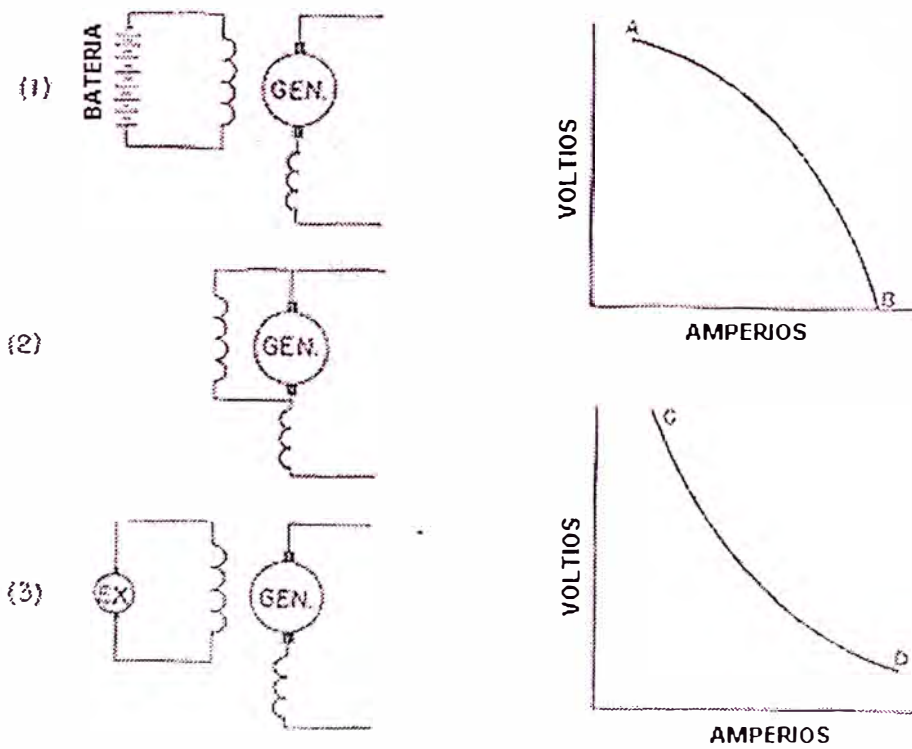 (1)
BATERIA
GEN.
(2)
GEN.
(3)
EX
GEN.
A
VOLTIOS
B
AMPERIOS
C
VOLTIOS
D
AMPERIOS